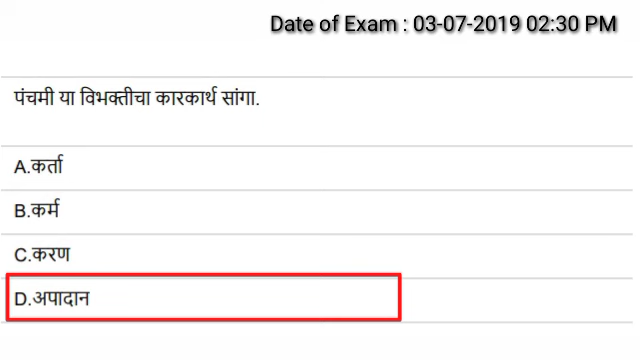 Date of Exam : 03-07-2019 02:30 PM
पंचमी या विभक्तीचा कारकार्थ सांगा.
A.कर्ता
B.कर्म
C.करण
D.अपादान